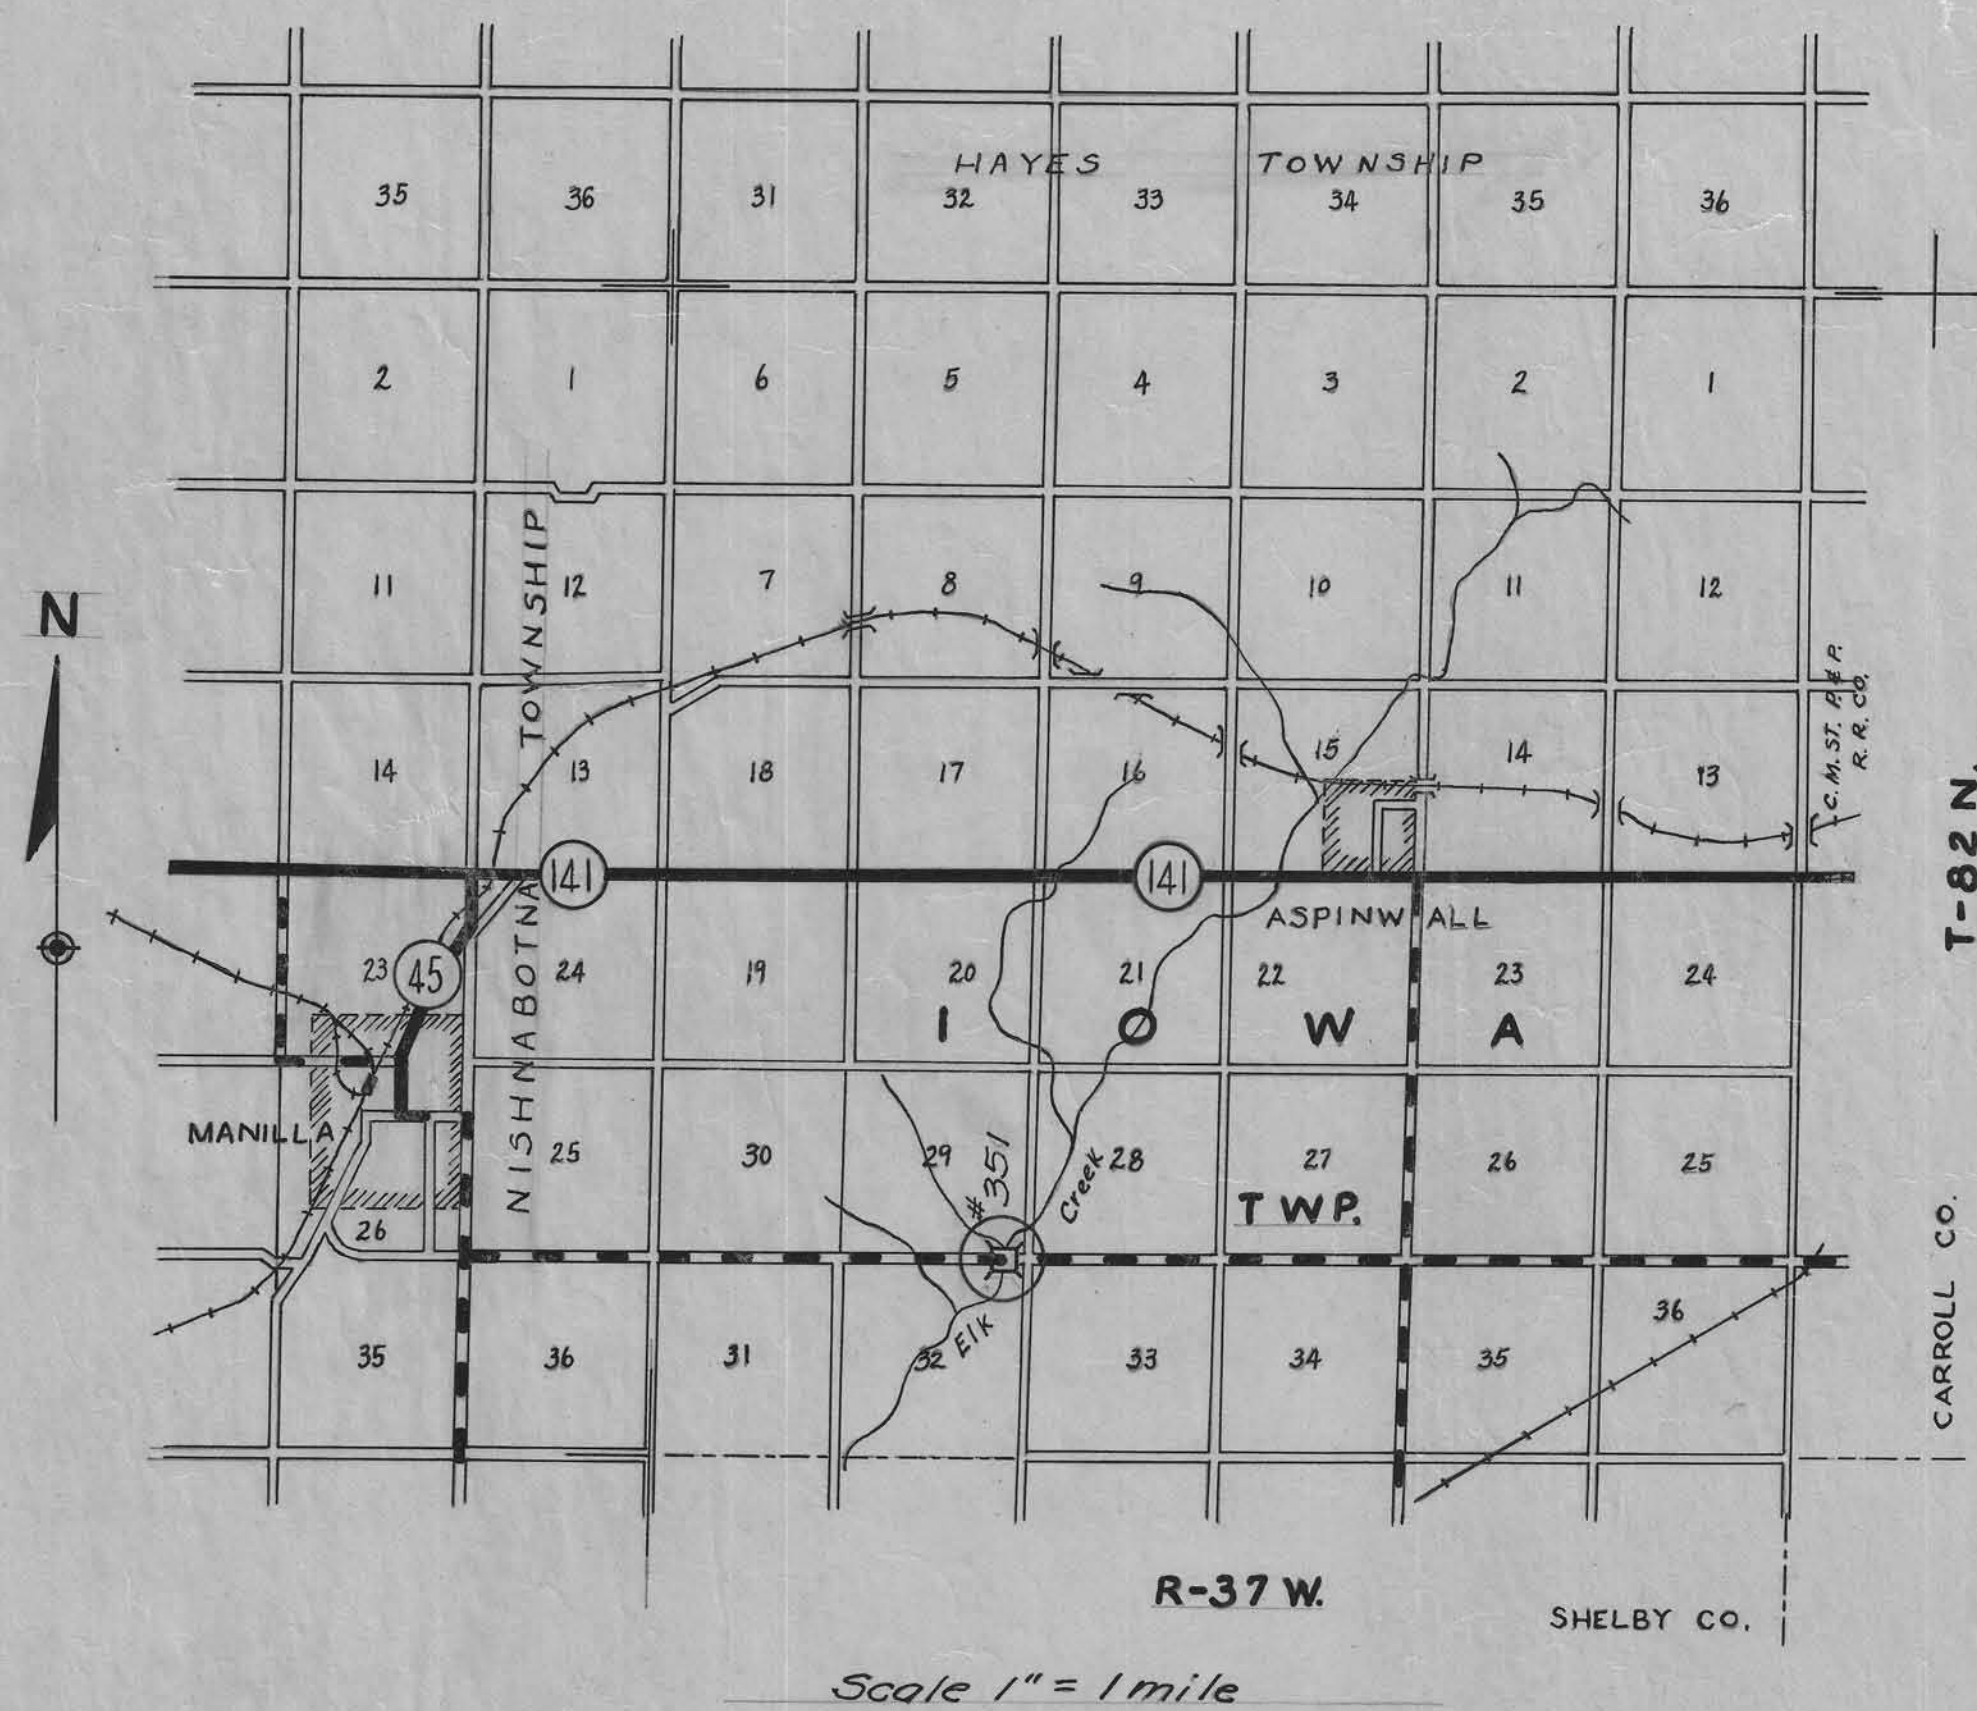 HAYES TOWNSHIP
35 36 31 32 33 34 35 36
2 1 6 5 4 3 2 1
N
11 12 7 8 9 10 11 12
14 13 18 17 16 15 14 13
C. M. ST. P. & P.
R. R. CO.
T-82 N.
NISHNABOTNA TOWNSHIP
141 141
ASPINWALL
23 45 24 19 20 21 22 23 24
I O W A
MANILLA
25 30 29 28 27 26 25
#351
Elk Creek
TWP.
26
36
35 36 31 32 33 34 35
CARROLL CO.
R-37 W.
SHELBY CO.
Scale 1" = 1 mile